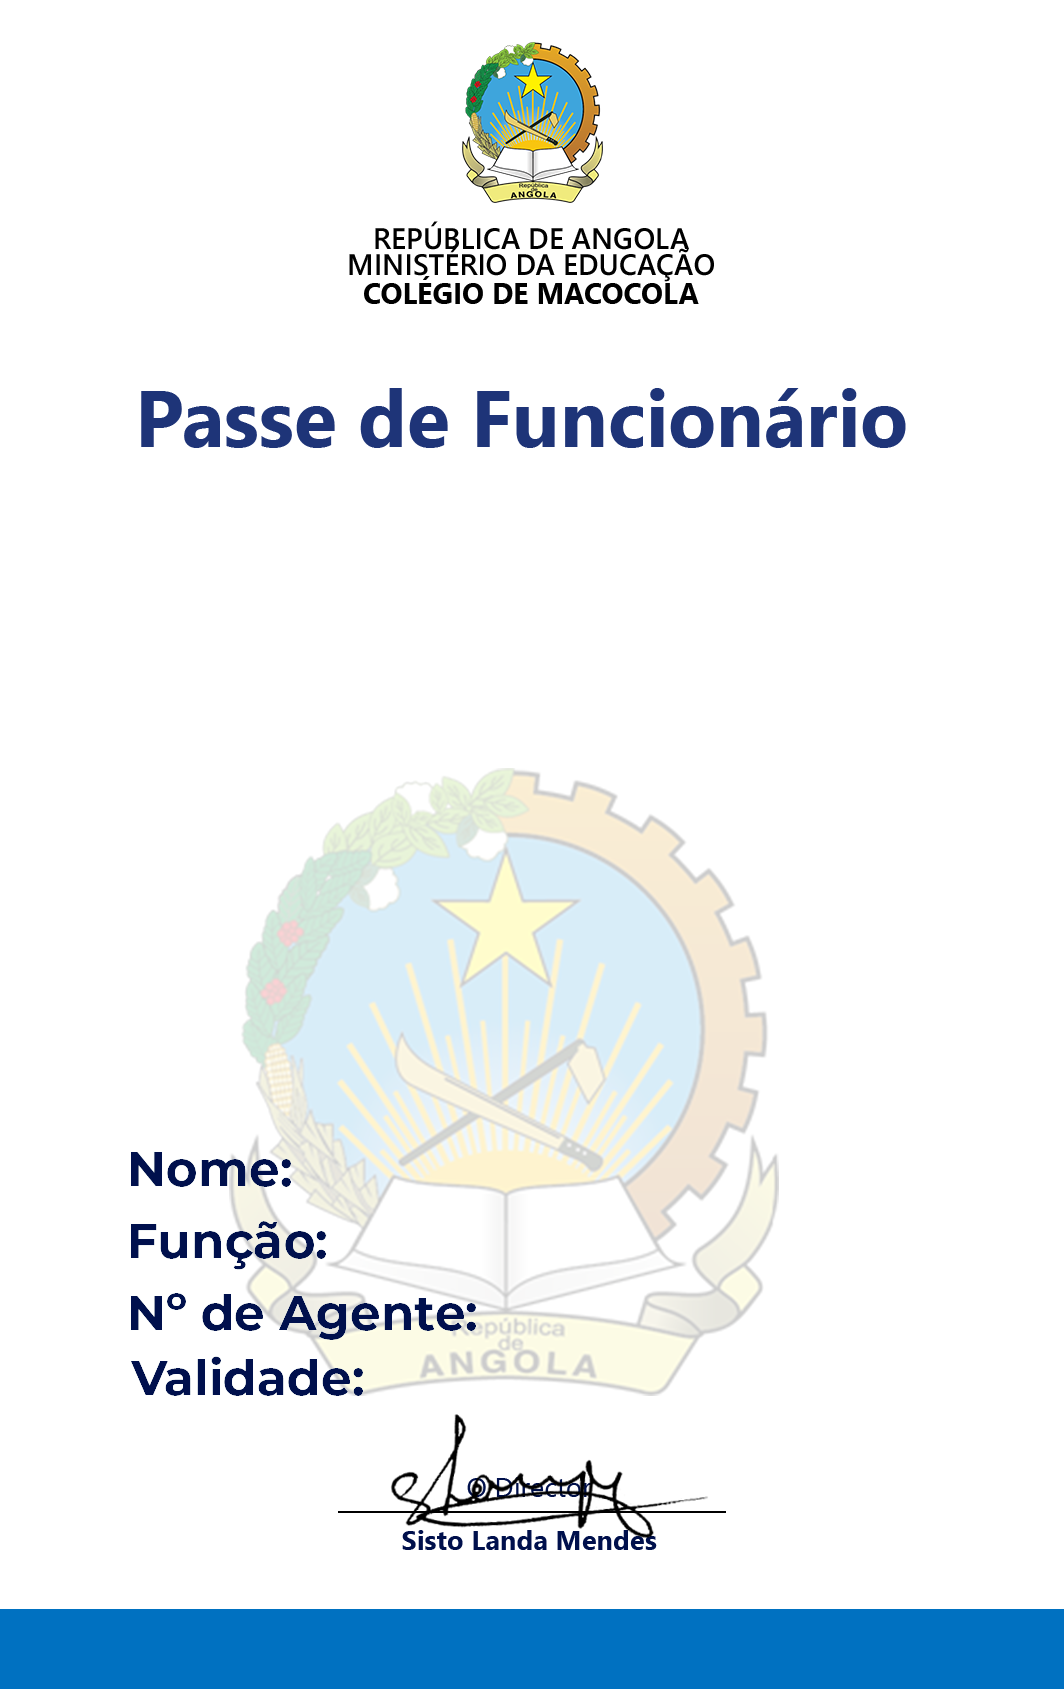 República
de
ANGOLA
REPÚBLICA DE ANGOLA
MINISTÉRIO DA EDUCAÇÃO
COLÉGIO DE MACOCOLA
Passe de Funcionário
Nome:
Função:
Nº de Agente:
República
de
ANGOLA
Validade:
O Director
Sisto Landa Mendes